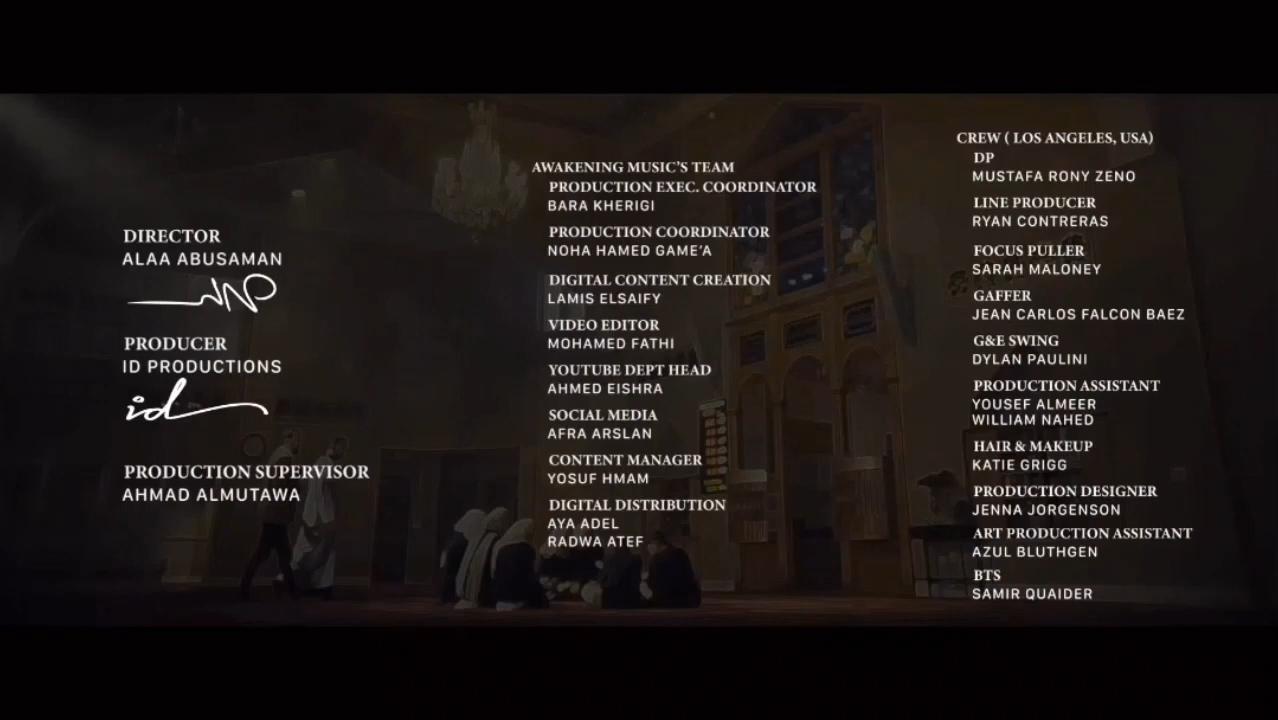 DIRECTOR
ALAA ABUSAMAN
PRODUCER
ID PRODUCTIONS
id
PRODUCTION SUPERVISOR
AHMAD ALMUTAWA
AWAKENING MUSIC'S TEAM
PRODUCTION EXEC. COORDINATOR
BARA KHERIGI
PRODUCTION COORDINATOR
NOHA HAMED GAME'A
DIGITAL CONTENT CREATION
LAMIS ELSAIFY
VIDEO EDITOR
MOHAMED FATHI
YOUTUBE DEPT HEAD
AHMED EISHRA
SOCIAL MEDIA
AFRA ARSLAN
CONTENT MANAGER
YOSUF HMAM
DIGITAL DISTRIBUTION
AYA ADEL
RADWA ATEF
CREW ( LOS ANGELES, USA)
DP
MUSTAFA RONY ZENO
LINE PRODUCER
RYAN CONTRERAS
FOCUS PULLER
SARAH MALONEY
GAFFER
JEAN CARLOS FALCON BAEZ
G&E SWING
DYLAN PAULINI
PRODUCTION ASSISTANT
YOUSEF ALMEER
WILLIAM NAHED
HAIR & MAKEUP
KATIE GRIGG
PRODUCTION DESIGNER
JENNA JORGENSON
ART PRODUCTION ASSISTANT
AZUL BLUTHGEN
BTS
SAMIR QUAIDER